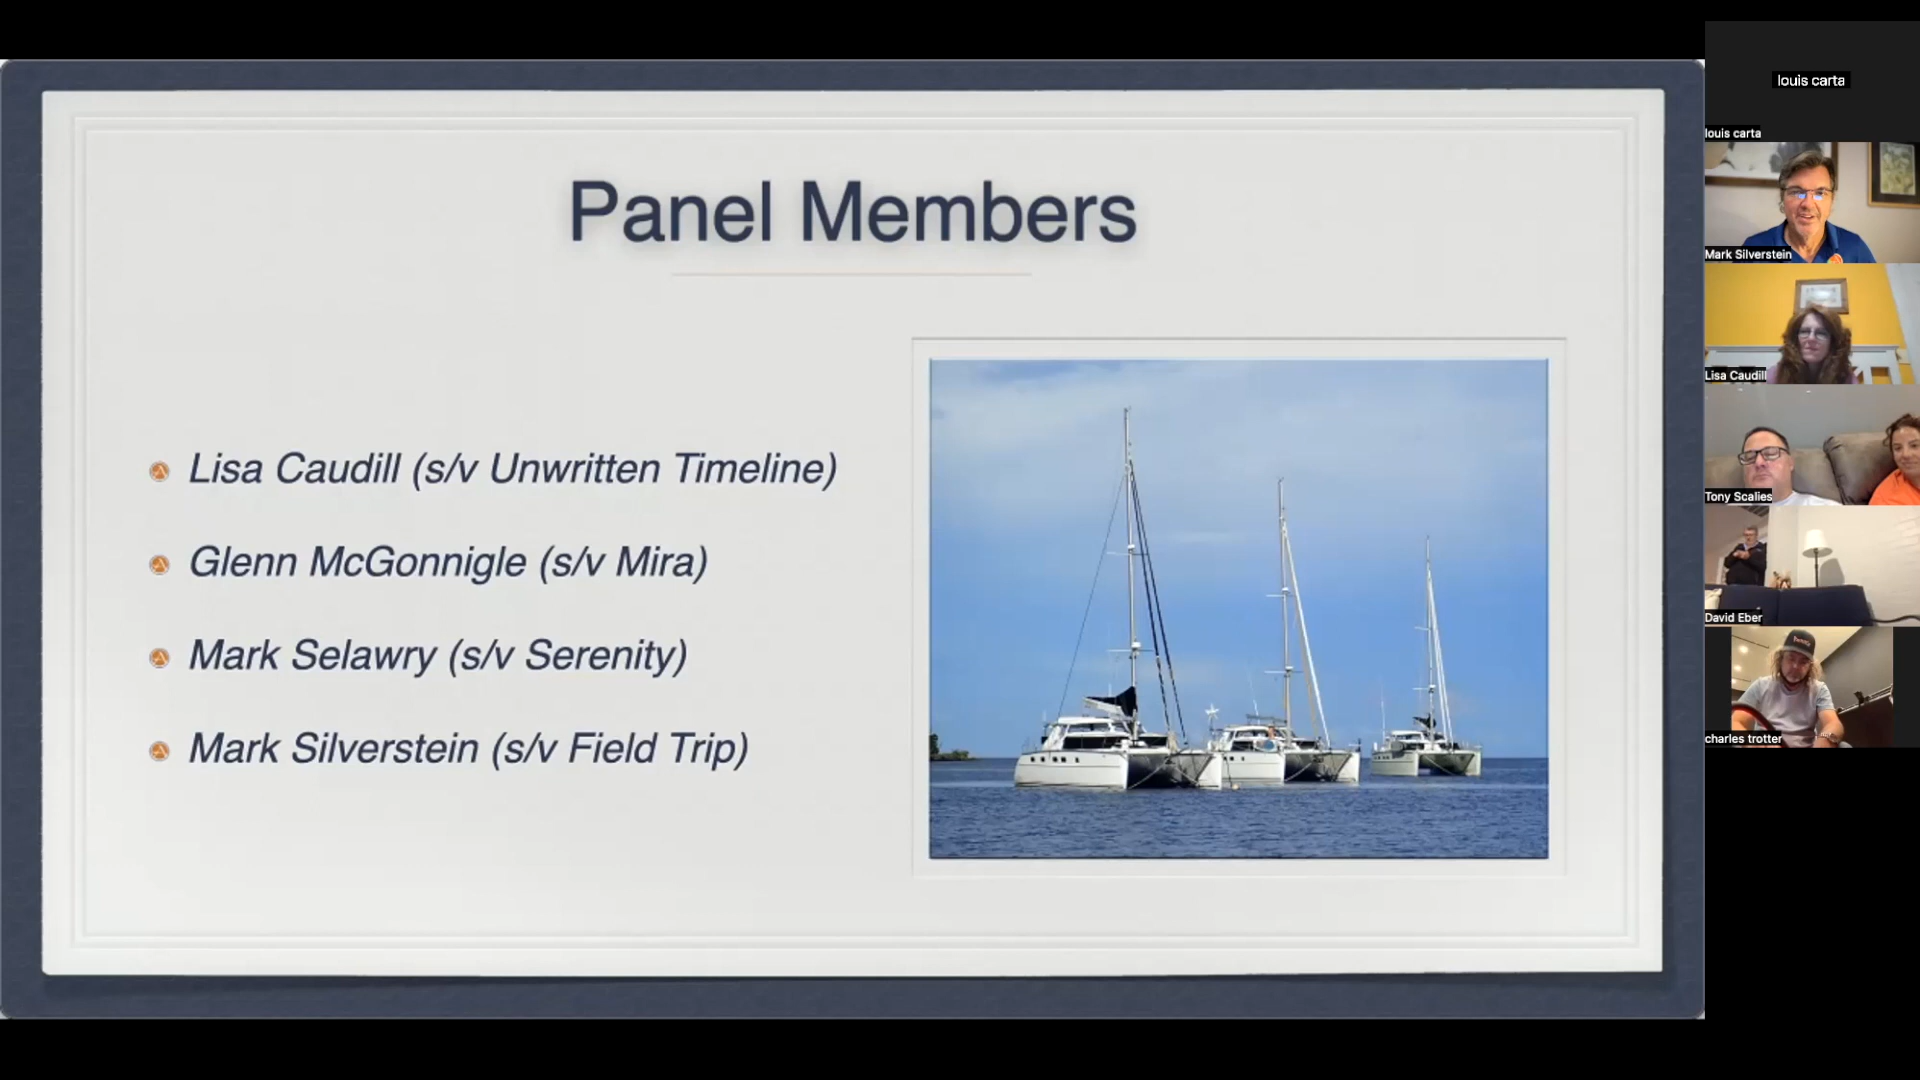 Panel Members
Lisa Caudill (s/v Unwritten Timeline)
Glenn McGonnigle (s/v Mira)
Mark Selawry (s/v Serenity)
Mark Silverstein (s/v Field Trip)
louis carta
louis carta
Mark Silverstein
Lisa Caudill
Tony Scalies
David Eber
charles trotter